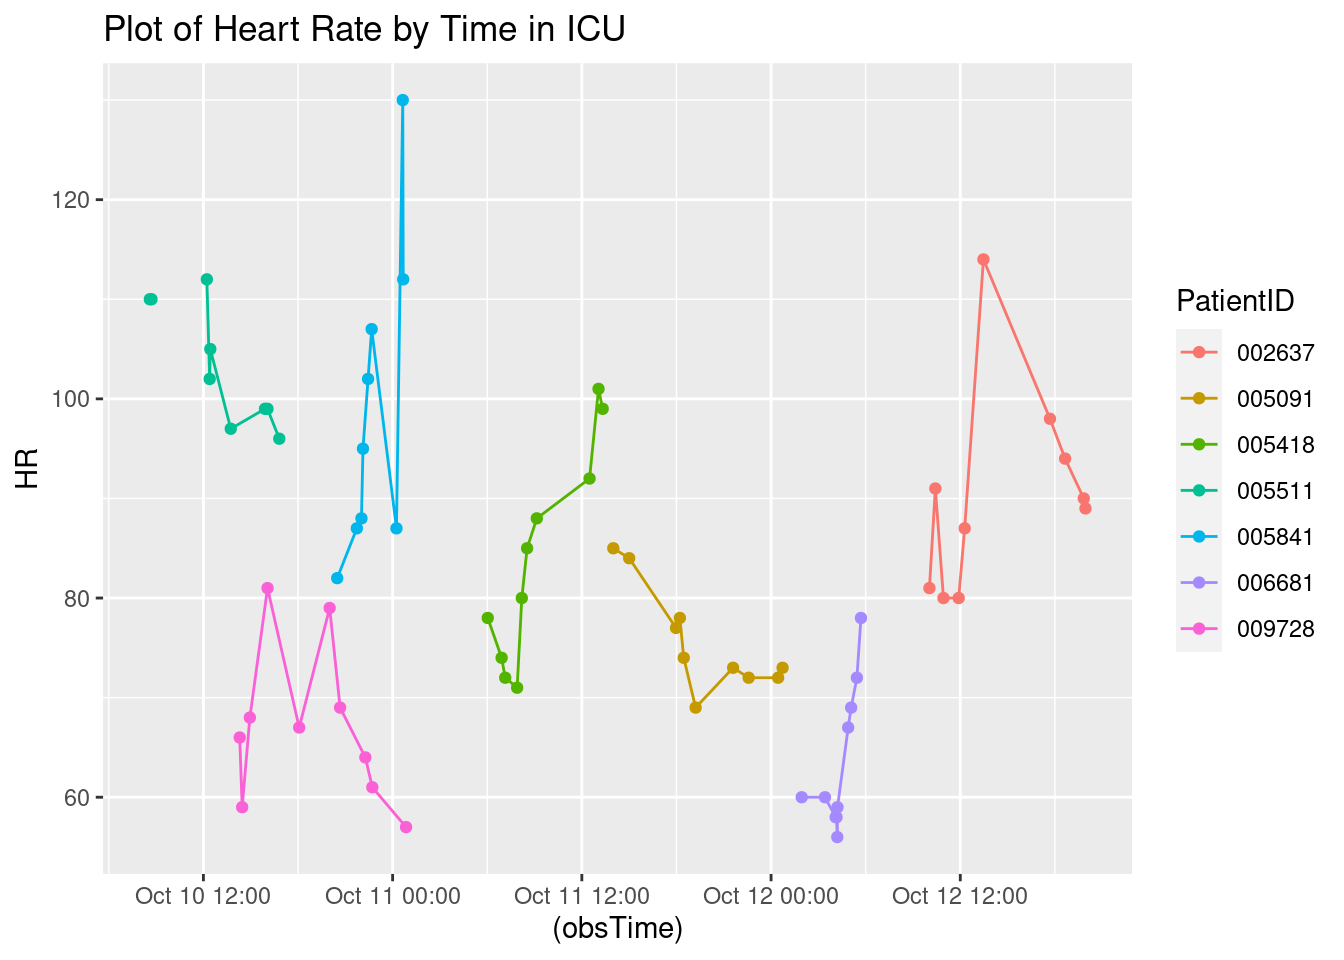 Plot of Heart Rate by Time in ICU
HR
120
100
80
60
Oct 10 12:00
Oct 11 00:00
Oct 11 12:00
Oct 12 00:00
Oct 12 12:00
(obsTime)
PatientID
002637
005091
005418
005511
005841
006681
009728